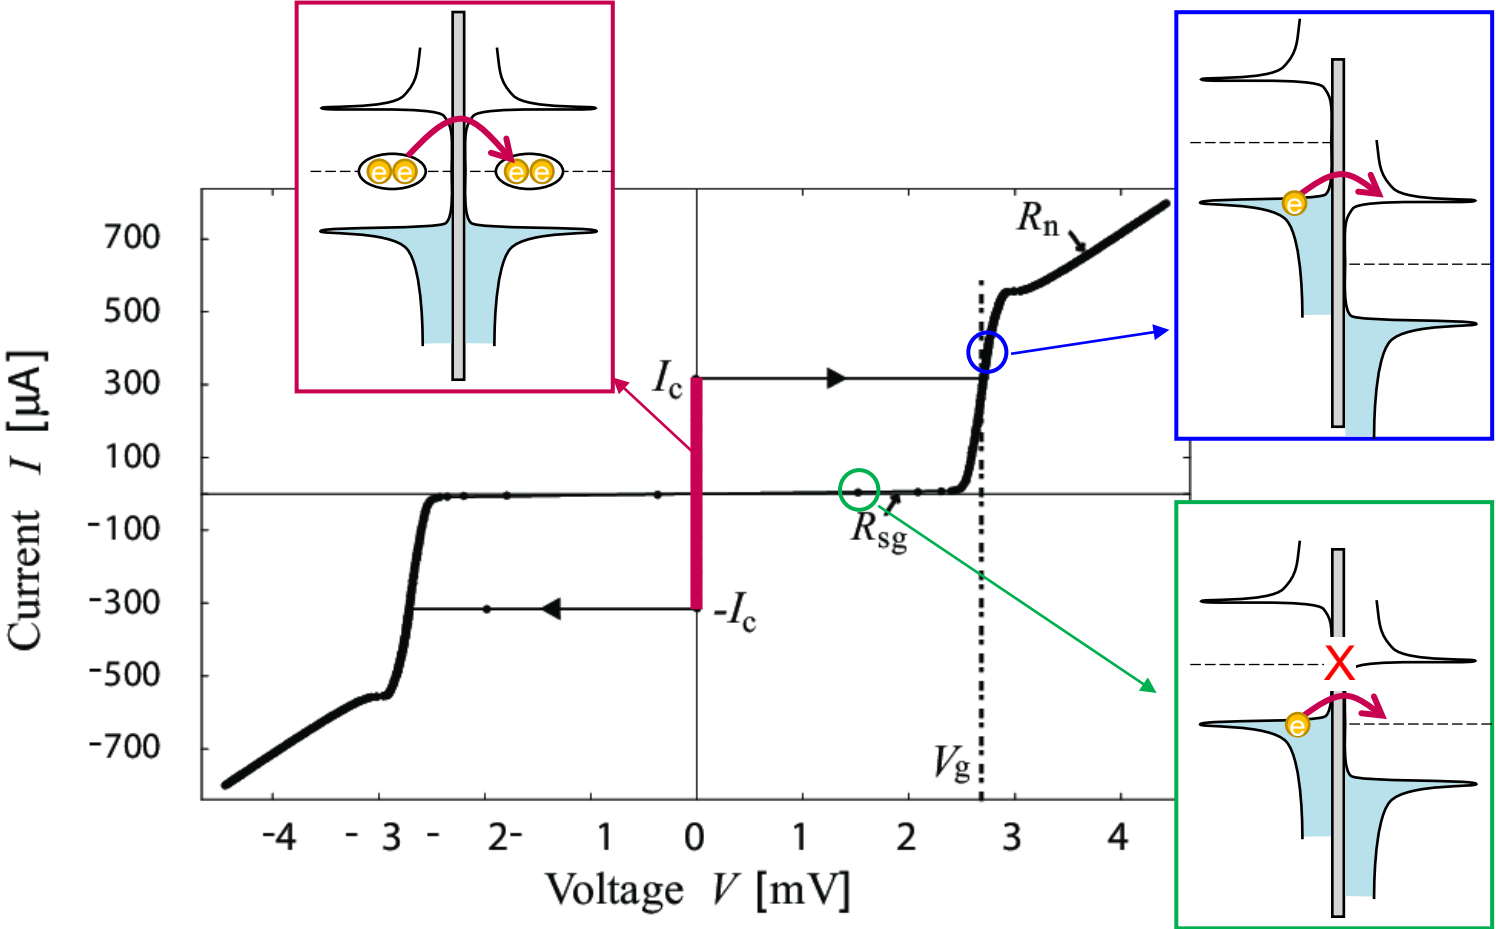 e e e e
e
R_n
700
500
I_c
300
100
Current I [µA]
R_sg
-100
-300
-I_c
-500
X
e
-700
V_g
-4 - 3 - 2- 1 0 1 2 3 4
Voltage V [mV]